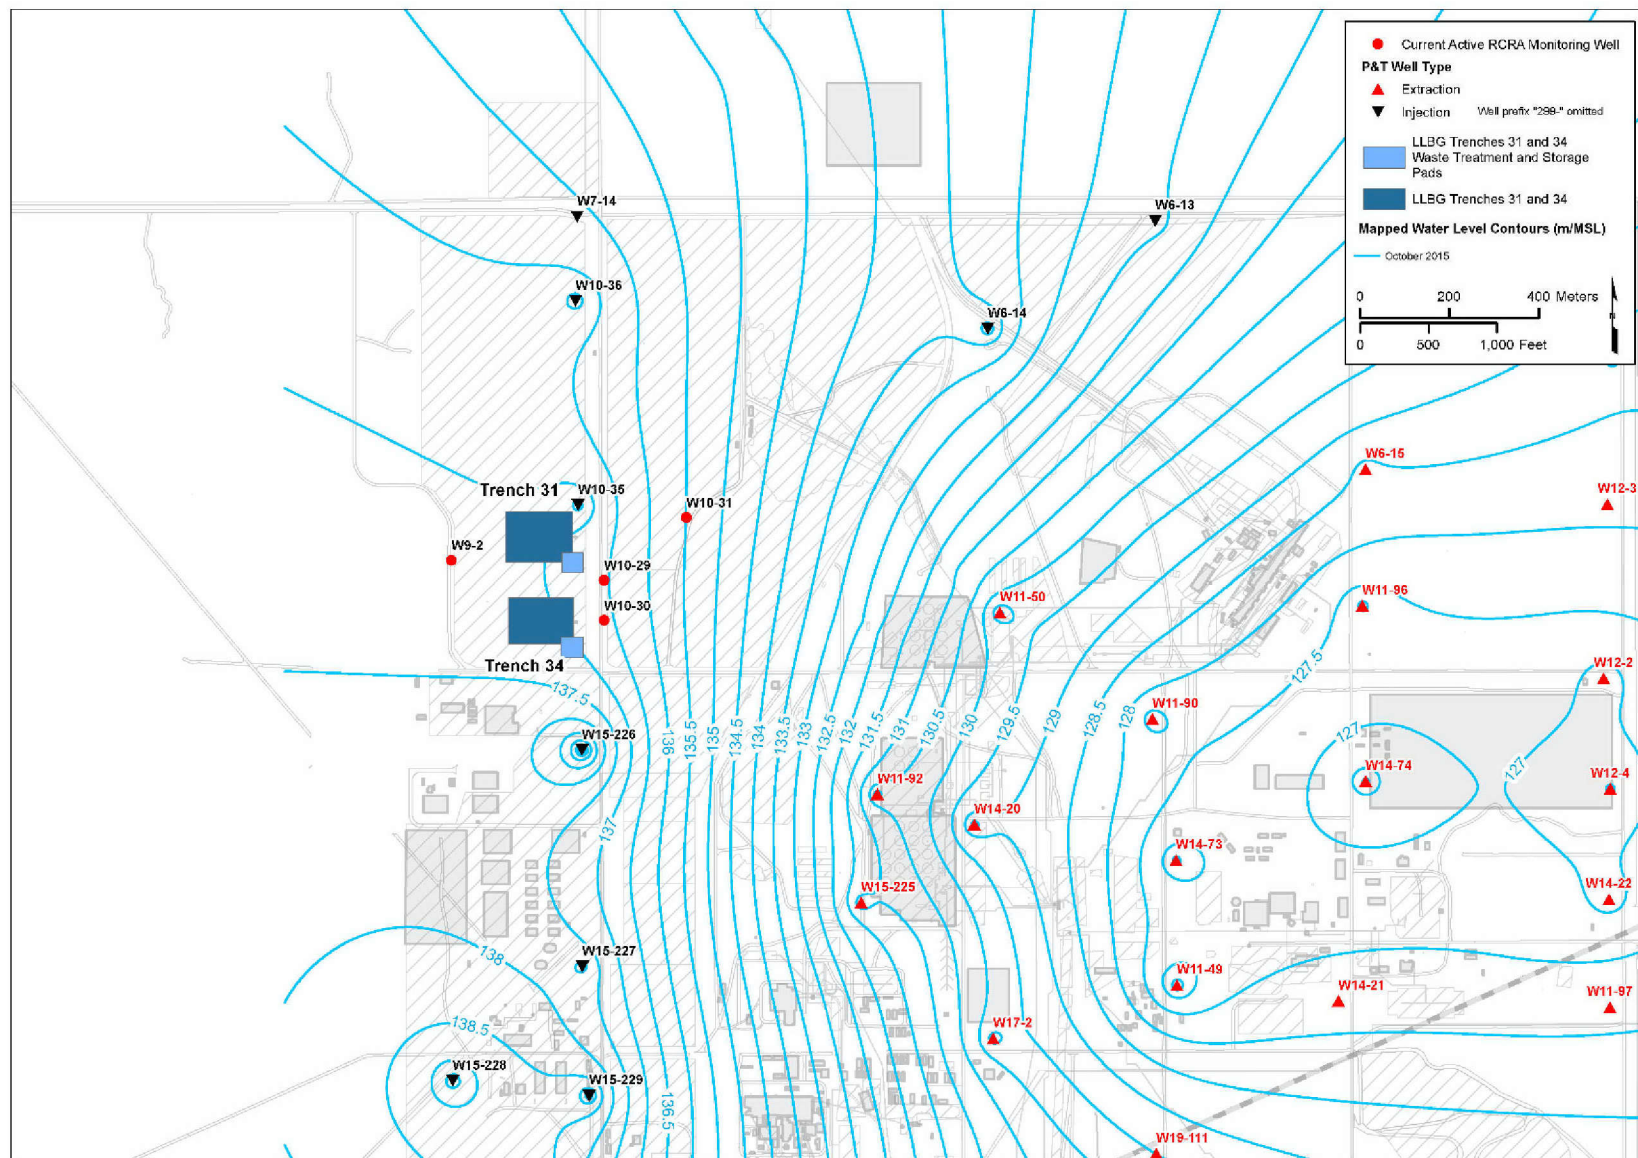 Current Active RCRA Monitoring Well
P&T Well Type
Extraction
Injection Well prefix "299-" omitted
LLBG Trenches 31 and 34
Waste Treatment and Storage
Pads
LLBG Trenches 31 and 34
Mapped Water Level Contours (m/MSL)
October 2015
0 200 400 Meters
N
0 500 1,000 Feet
W7-14
W6-13
W10-36
W6-14
W6-15
Trench 31
W10-35
W10-31
W12-3
W9-2
W10-29
W10-30
W11-50
W11-96
Trench 34
W12-2
137.5
W11-90
127.5
W15-226
136
135.5
135
134.5
134
133.5
133
132.5
132
131.5
131
130.5
130
129.5
129
128.5
128
127
127
W11-92
W14-74
W12-4
W14-20
137
W14-73
W15-225
W14-22
138
W15-227
W11-49
W14-21
W11-97
138.5
W17-2
W15-228
W15-229
136.5
W19-111